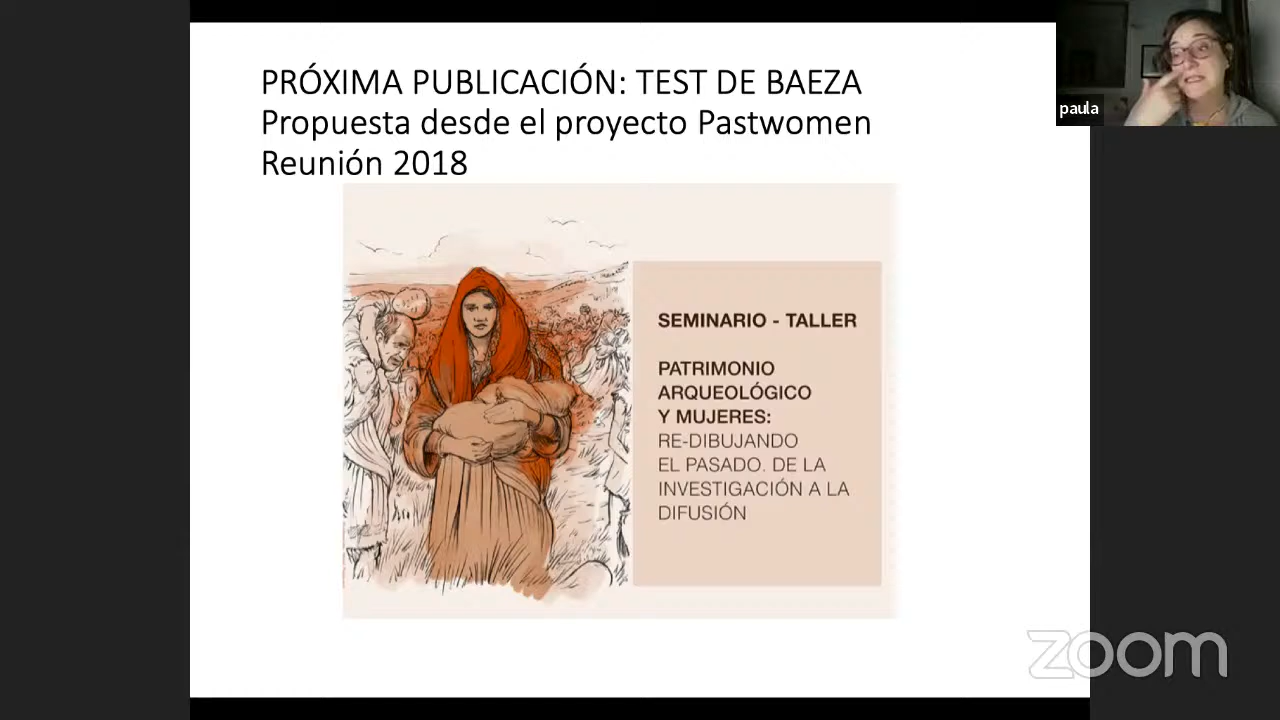 PRÓXIMA PUBLICACIÓN: TEST DE BAEZA
Propuesta desde el proyecto Pastwomen
Reunión 2018
SEMINARIO - TALLER
PATRIMONIO
ARQUEOLÓGICO
Y MUJERES:
RE-DIBUJANDO
EL PASADO. DE LA
INVESTIGACIÓN A LA
DIFUSIÓN
paula
zoom